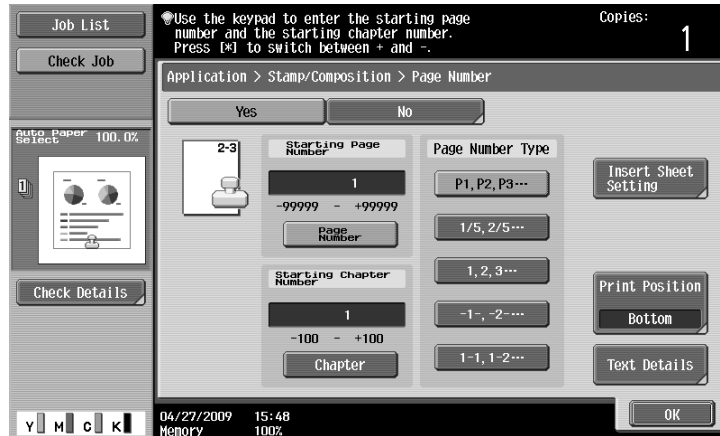 Job List
Check Job
Use the keypad to enter the starting page
number and the starting chapter number.
Press [*] to switch between + and -.
Copies:
1
Application > Stamp/Composition > Page Number
Yes
No
Auto Paper Select 100.0%
1
2-3
Starting Page Number
1
-99999 - +99999
Page Number
Starting Chapter Number
1
-100 - +100
Chapter
Page Number Type
P1, P2, P3···
1/5, 2/5···
1, 2, 3···
-1-, -2-···
1-1, 1-2···
Insert Sheet
Setting
Print Position
Bottom
Text Details
Check Details
Y M C K
04/27/2009 15:48
Memory 100%
OK